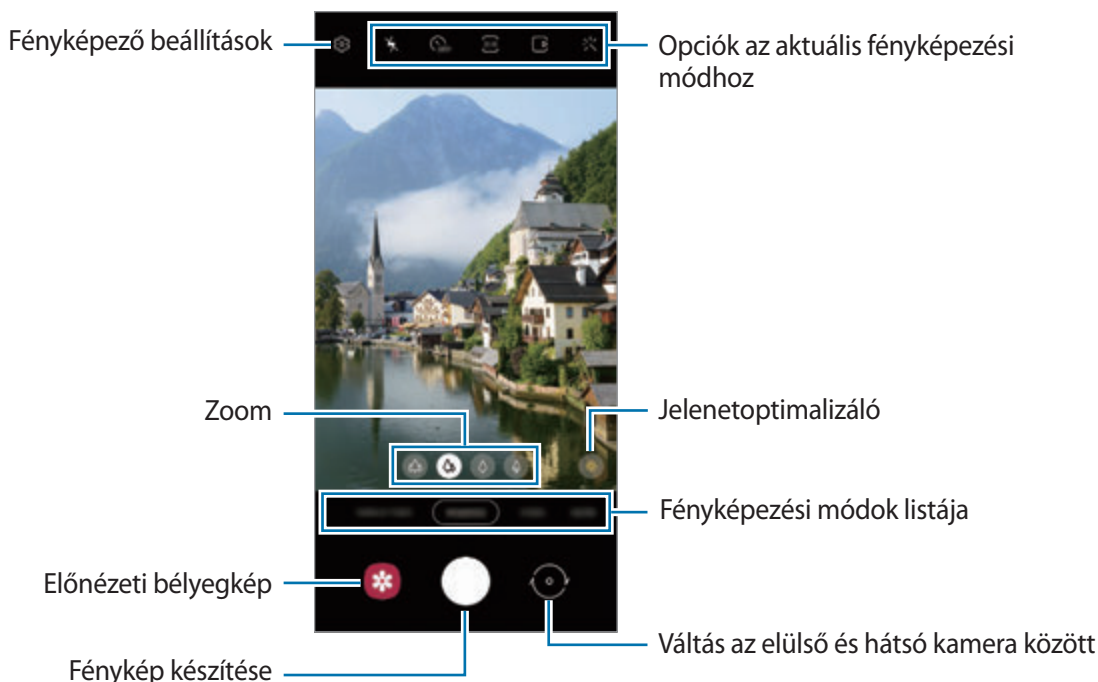 Fényképező beállítások
Opciók az aktuális fényképezési
módhoz
Zoom
Jelenetoptimalizáló
Fényképezési módok listája
Előnézeti bélyegkép
Váltás az elülső és hátsó kamera között
Fénykép készítése